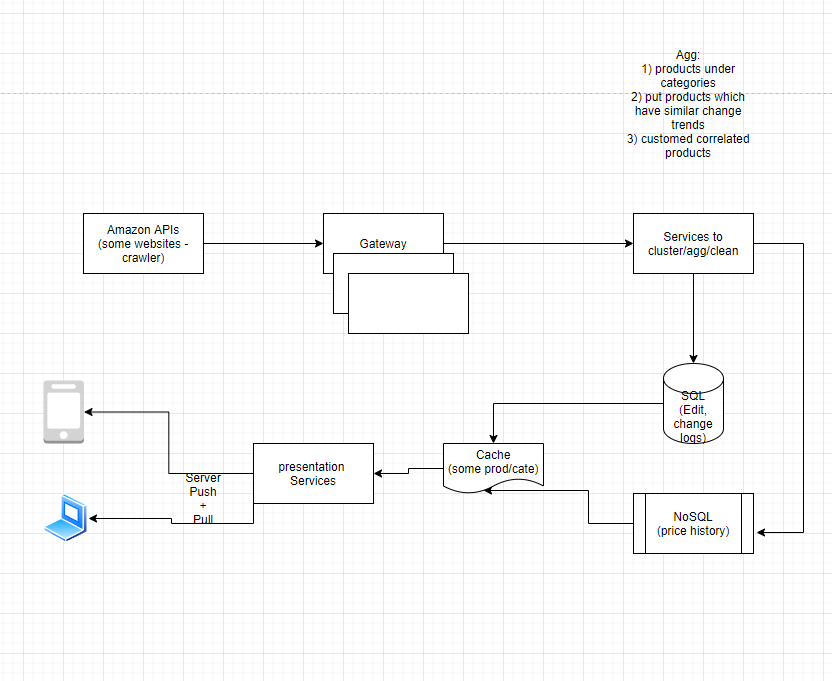 Agg:
1) products under
categories
2) put products which
have similar change
trends
3) customed correlated
products
Amazon APIs
(some websites -
crawler)
Gateway
Services to
cluster/agg/clean
SQL
(Edit,
change
logs)
Cache
(some prod/cate)
presentation
Services
Server
Push
+
Pull
NoSQL
(price history)